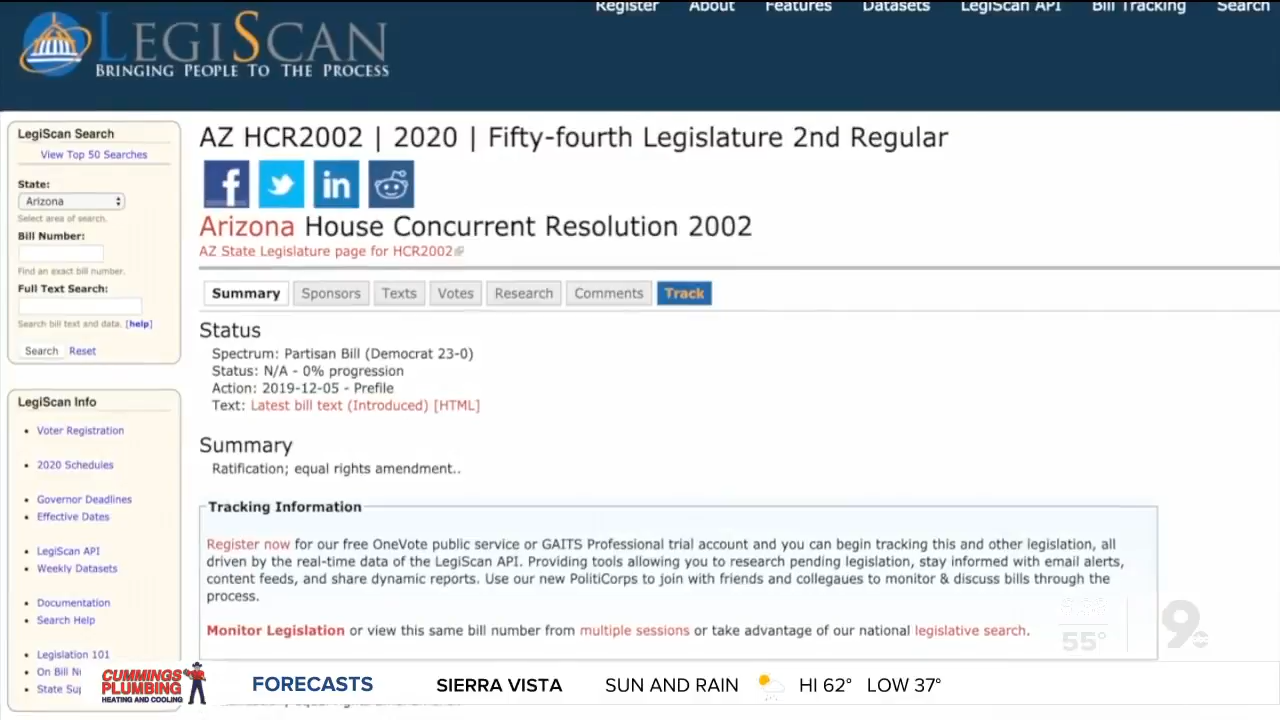 Register About Features Datasets LegiScan API Bill Tracking Search
LEGISCAN
BRINGING PEOPLE TO THE PROCESS
LegiScan Search
View Top 50 Searches
State:
Arizona
Select area of search.
Bill Number:
Find an exact bill number.
Full Text Search:
Search bill text and data. [help]
Search Reset
LegiScan Info
Voter Registration
2020 Schedules
Governor Deadlines
Effective Dates
LegiScan API
Weekly Datasets
Documentation
Search Help
Legislation 101
On Bill
State
AZ HCR2002 | 2020 | Fifty-fourth Legislature 2nd Regular
Arizona House Concurrent Resolution 2002
AZ State Legislature page for HCR2002
Summary Sponsors Texts Votes Research Comments Track
Status
Spectrum: Partisan Bill (Democrat 23-0)
Status: N/A - 0% progression
Action: 2019-12-05 - Prefile
Text: Latest bill text (Introduced) [HTML]
Summary
Ratification; equal rights amendment..
Tracking Information
Register now for our free OneVote public service or GAITS Professional trial account and you can begin tracking this and other legislation, all
driven by the real-time data of the LegiScan API. Providing tools allowing you to research pending legislation, stay informed with email alerts,
content feeds, and share dynamic reports. Use our new PolitiCorps to join with friends and collegaues to monitor & discuss bills through the
process.
Monitor Legislation or view this same bill number from multiple sessions or take advantage of our national legislative search.
55°
9
abc
CUMMINGS
PLUMBING
HEATING AND COOLING
FORECASTS SIERRA VISTA SUN AND RAIN HI 62° LOW 37°